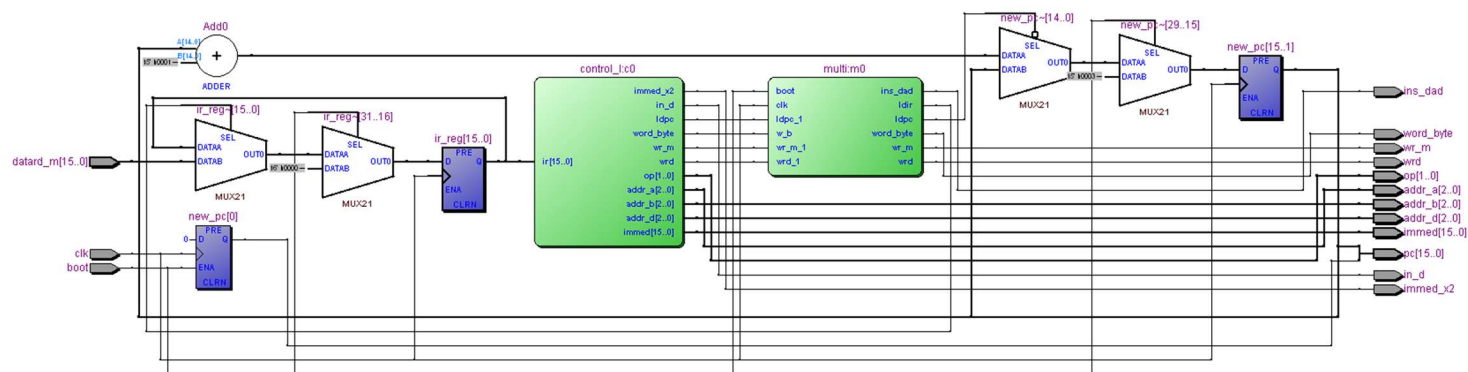 Add0
A[14..0]
B[14..0]
ADDER
new_pc~[14..0]
SEL
DATAA
DATAB
OUT0
MUX21
new_pc~[29..15]
SEL
DATAA
DATAB
OUT0
MUX21
new_pc[15..1]
PRE
D
Q
ENA
CLRN
control_l:c0
ir[15..0]
immed_x2
in_d
ldpc
word_byte
wr_m
wrd
op[1..0]
addr_a[2..0]
addr_b[2..0]
addr_d[2..0]
immed[15..0]
multi:m0
boot
clk
ldpc_1
w_b
wr_m_1
wrd_1
ins_dad
ldir
ldpc
word_byte
wr_m
wrd
ir_reg~[15..0]
SEL
DATAA
DATAB
OUT0
MUX21
ir_reg~[31..16]
SEL
DATAA
DATAB
OUT0
MUX21
ir_reg[15..0]
PRE
D
Q
ENA
CLRN
datard_m[15..0]
new_pc[0]
PRE
0
D
Q
ENA
CLRN
clk
boot
ins_dad
word_byte
wr_m
wrd
op[1..0]
addr_a[2..0]
addr_b[2..0]
addr_d[2..0]
immed[15..0]
pc[15..0]
in_d
immed_x2